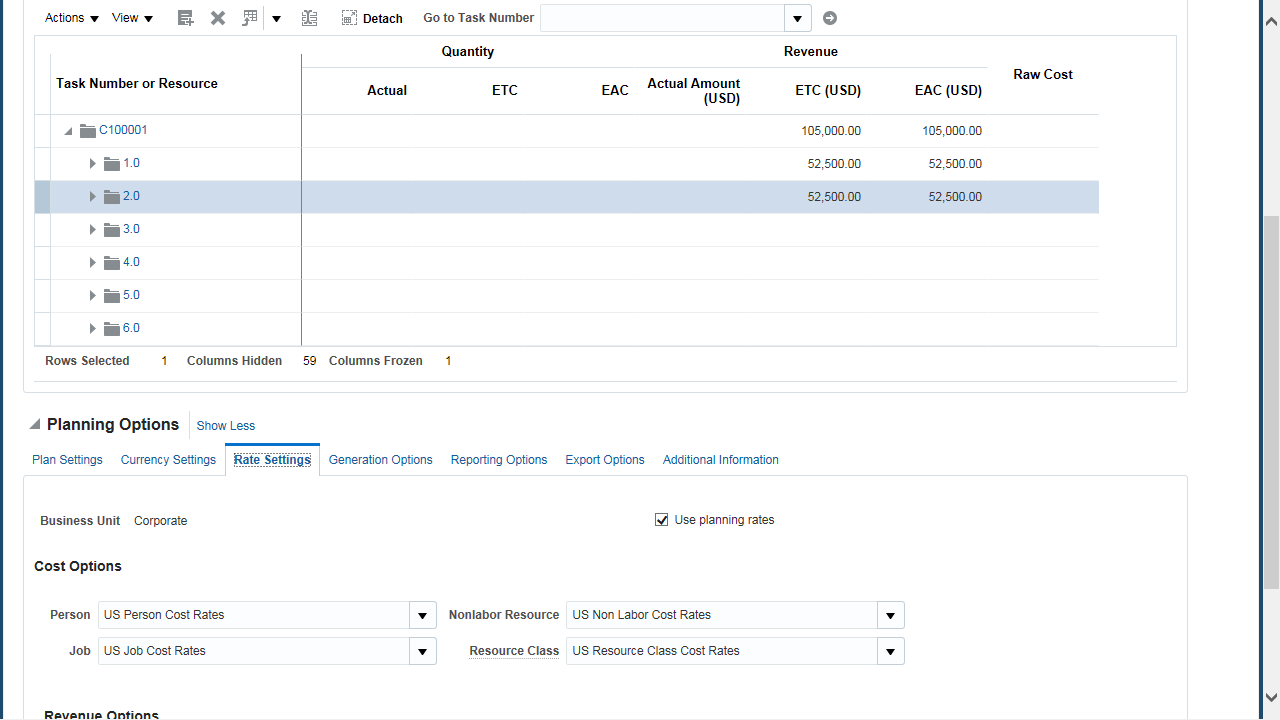 Actions View Detach Go to Task Number
Quantity Revenue
Task Number or Resource Actual ETC EAC Actual Amount (USD) ETC (USD) EAC (USD) Raw Cost
C100001 105,000.00 105,000.00
1.0 52,500.00 52,500.00
2.0 52,500.00 52,500.00
3.0
4.0
5.0
6.0
Rows Selected 1 Columns Hidden 59 Columns Frozen 1
Planning Options Show Less
Plan Settings Currency Settings Rate Settings Generation Options Reporting Options Export Options Additional Information
Business Unit Corporate Use planning rates
Cost Options
Person US Person Cost Rates Nonlabor Resource US Non Labor Cost Rates
Job US Job Cost Rates Resource Class US Resource Class Cost Rates
Revenue Options